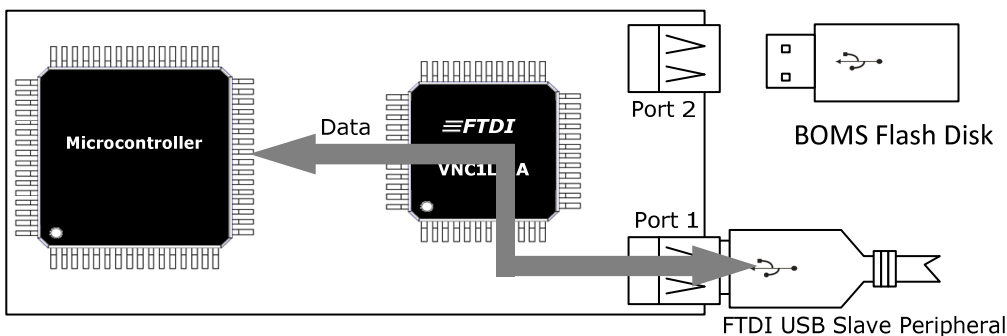 Microcontroller
Data
FTDI
VNC1L A
Port 2
BOMS Flash Disk
Port 1
FTDI USB Slave Peripheral